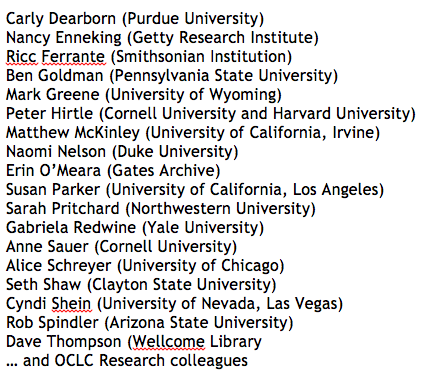 Carly Dearborn (Purdue University)
Nancy Enneking (Getty Research Institute)
Ricc Ferrante (Smithsonian Institution)
Ben Goldman (Pennsylvania State University)
Mark Greene (University of Wyoming)
Peter Hirtle (Cornell University and Harvard University)
Matthew McKinley (University of California, Irvine)
Naomi Nelson (Duke University)
Erin O’Meara (Gates Archive)
Susan Parker (University of California, Los Angeles)
Sarah Pritchard (Northwestern University)
Gabriela Redwine (Yale University)
Anne Sauer (Cornell University)
Alice Schreyer (University of Chicago)
Seth Shaw (Clayton State University)
Cyndi Shein (University of Nevada, Las Vegas)
Rob Spindler (Arizona State University)
Dave Thompson (Wellcome Library
… and OCLC Research colleagues